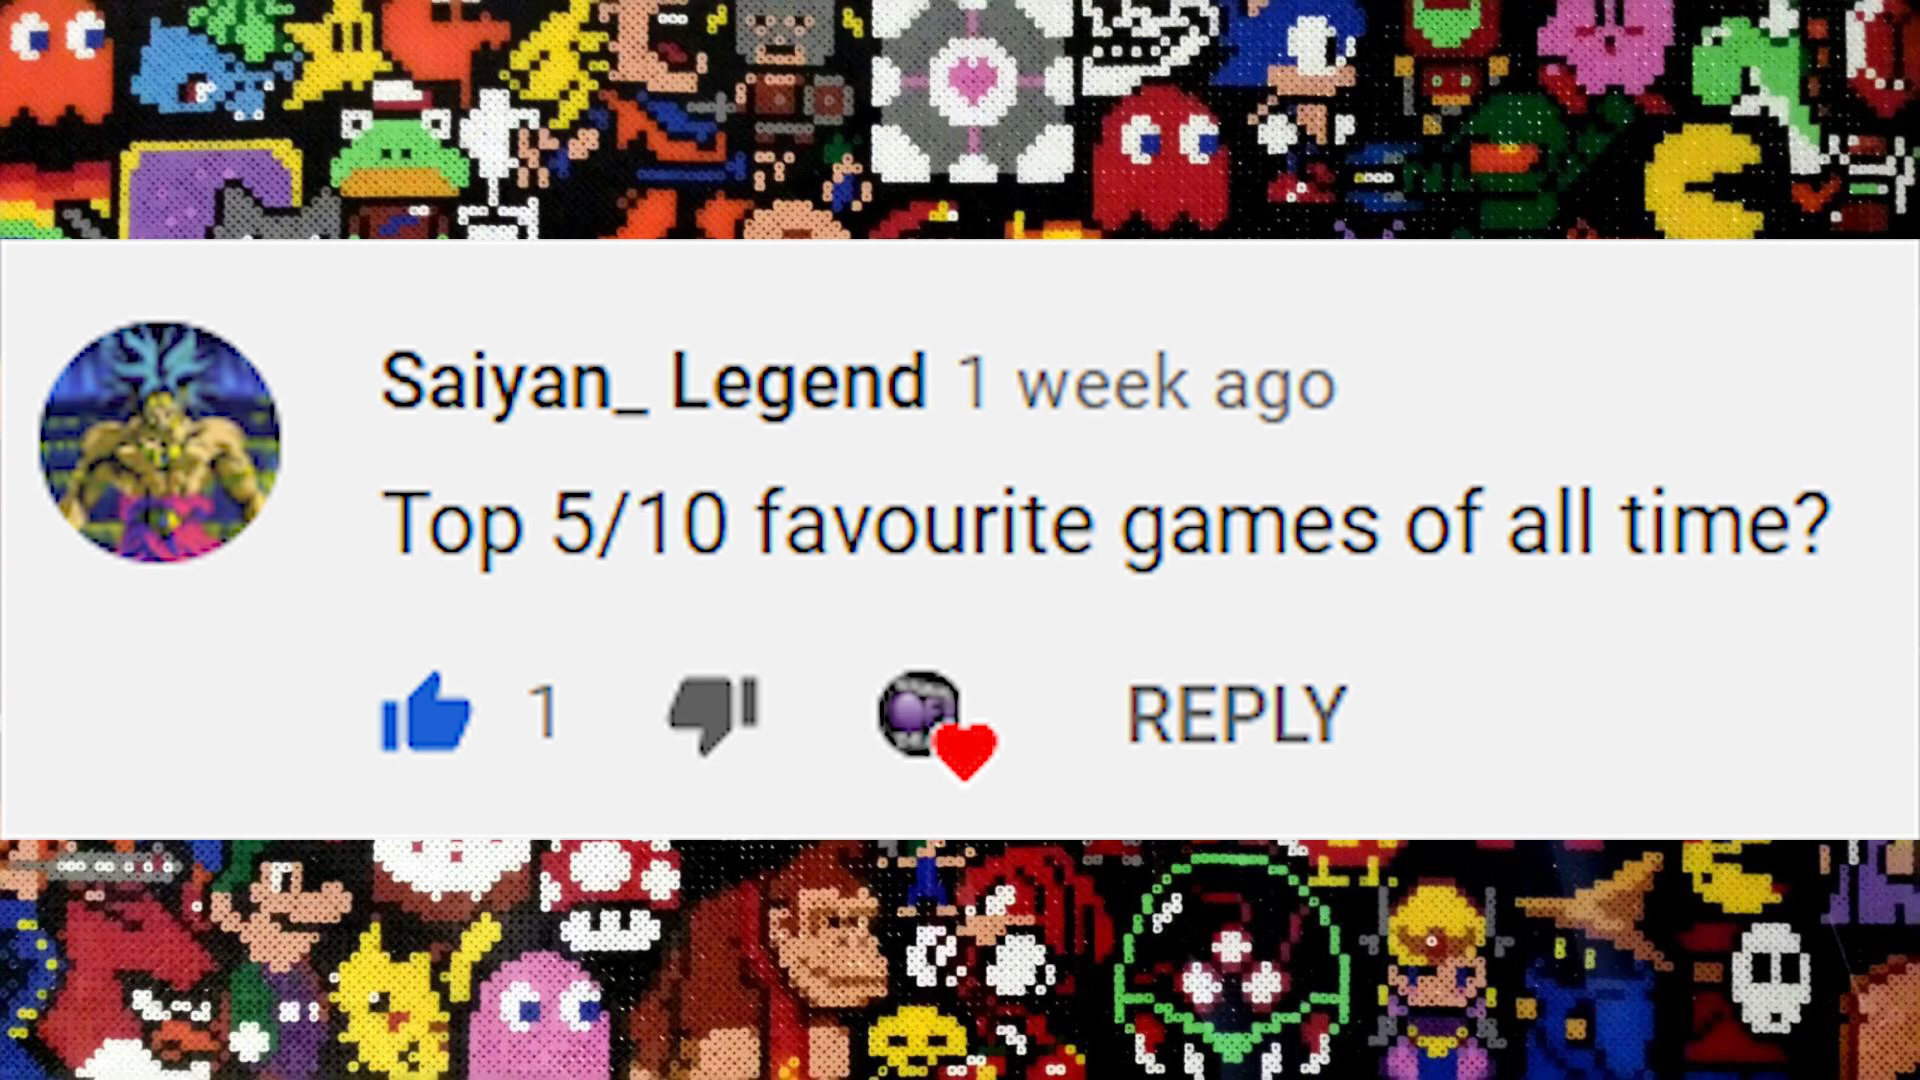 Saiyan_ Legend 1 week ago
Top 5/10 favourite games of all time?
1 REPLY